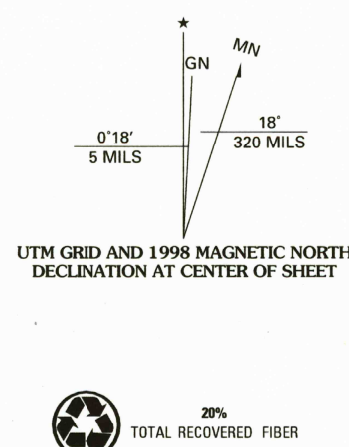 ★
GN
MN
0°18′
5 MILS
18°
320 MILS
UTM GRID AND 1998 MAGNETIC NORTH
DECLINATION AT CENTER OF SHEET
20%
TOTAL RECOVERED FIBER